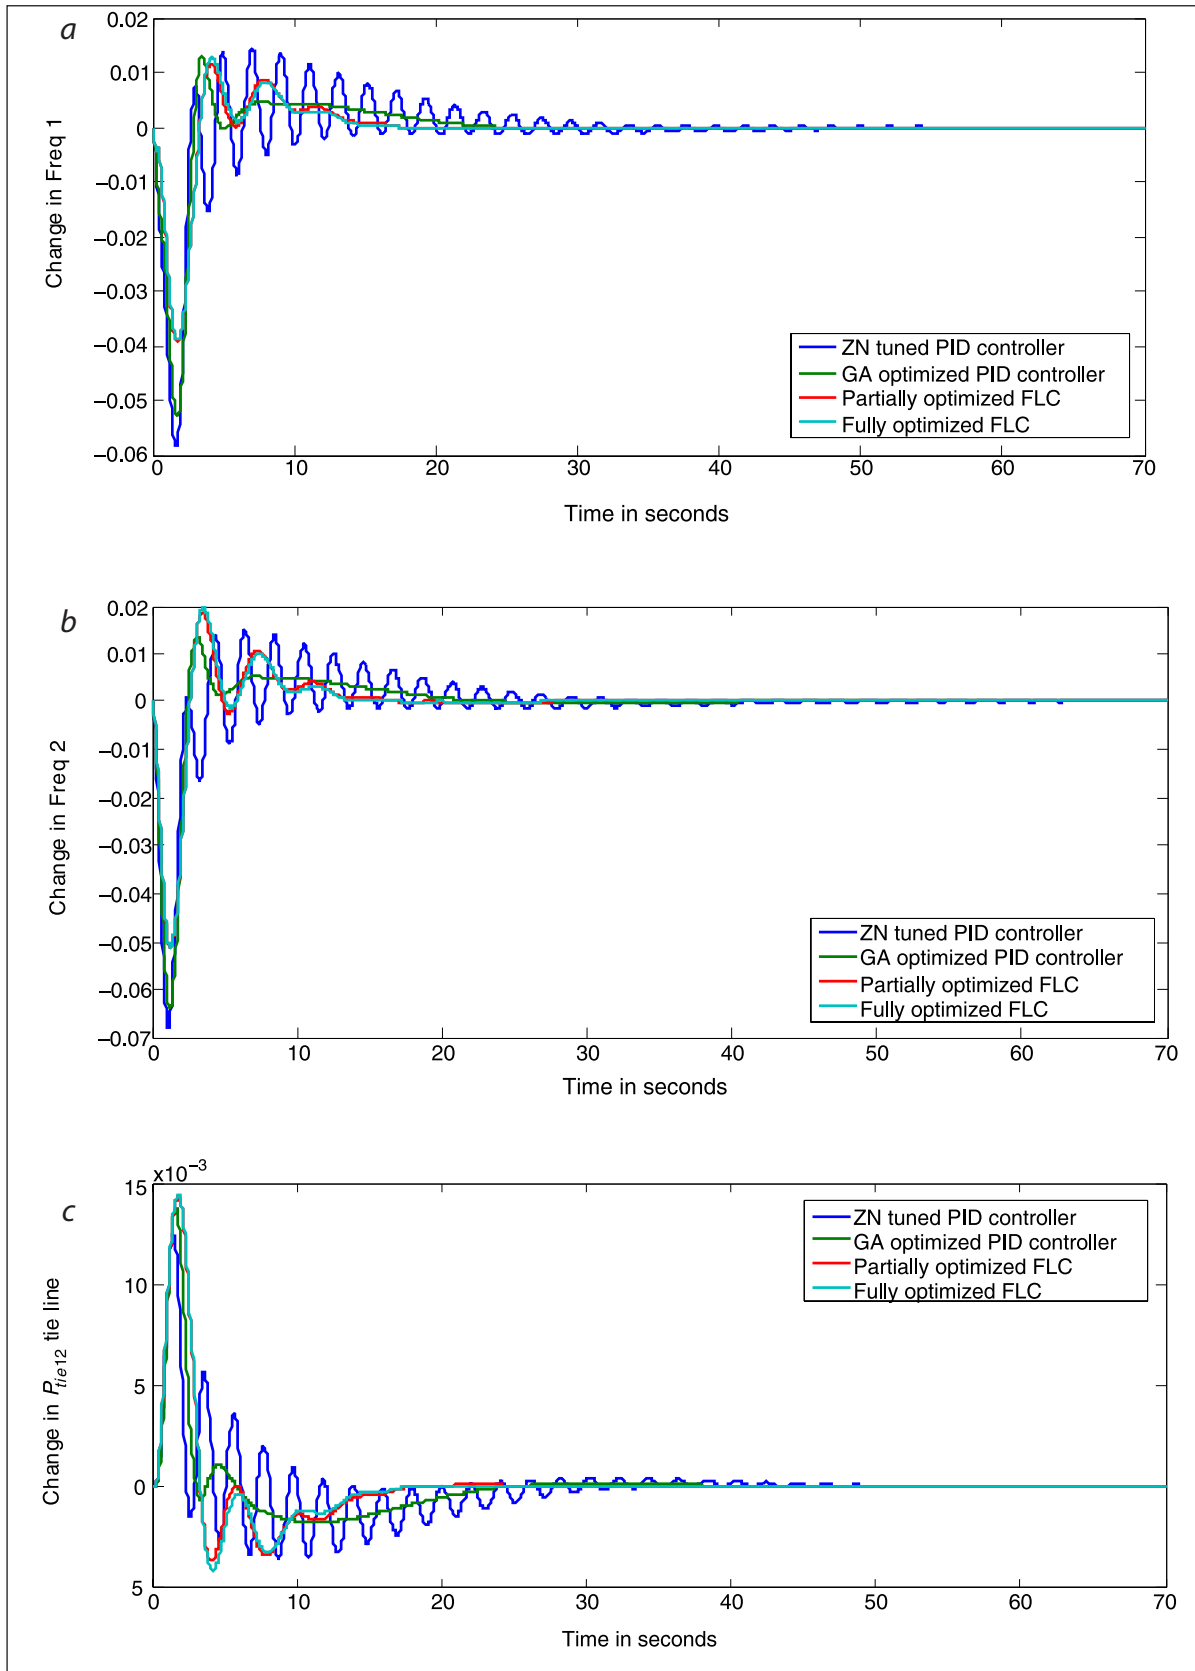 a
0.02
0.01
0
−0.01
−0.02
−0.03
−0.04
−0.05
−0.06
Change in Freq 1
ZN tuned PID controller
GA optimized PID controller
Partially optimized FLC
Fully optimized FLC
0 10 20 30 40 50 60 70
Time in seconds
b
0.02
0.01
0
−0.01
−0.02
−0.03
−0.04
−0.05
−0.06
−0.07
Change in Freq 2
ZN tuned PID controller
GA optimized PID controller
Partially optimized FLC
Fully optimized FLC
0 10 20 30 40 50 60 70
Time in seconds
c
x10⁻³
15
10
5
0
5
Change in P_tie12 tie line
ZN tuned PID controller
GA optimized PID controller
Partially optimized FLC
Fully optimized FLC
0 10 20 30 40 50 60 70
Time in seconds